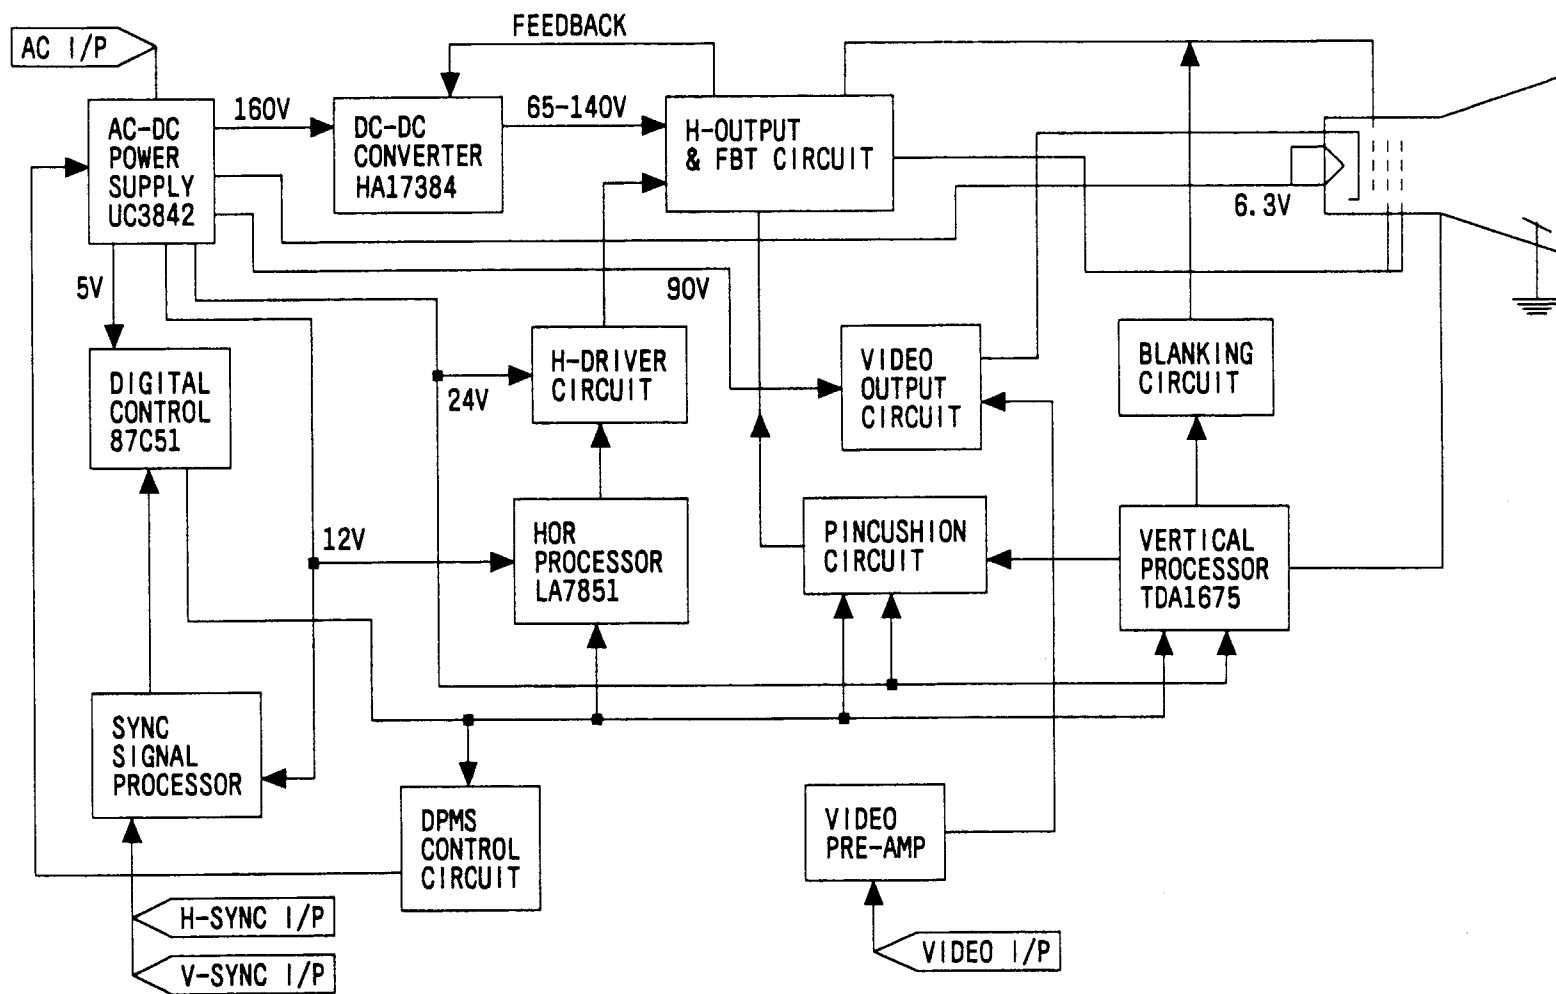 FEEDBACK
AC I/P
160V
65-140V
AC-DC
POWER
SUPPLY
UC3842
DC-DC
CONVERTER
HA17384
H-OUTPUT
& FBT CIRCUIT
6.3V
5V
90V
DIGITAL
CONTROL
87C51
24V
H-DRIVER
CIRCUIT
VIDEO
OUTPUT
CIRCUIT
BLANKING
CIRCUIT
12V
HOR
PROCESSOR
LA7851
PINCUSHION
CIRCUIT
VERTICAL
PROCESSOR
TDA1675
SYNC
SIGNAL
PROCESSOR
DPMS
CONTROL
CIRCUIT
VIDEO
PRE-AMP
H-SYNC I/P
V-SYNC I/P
VIDEO I/P